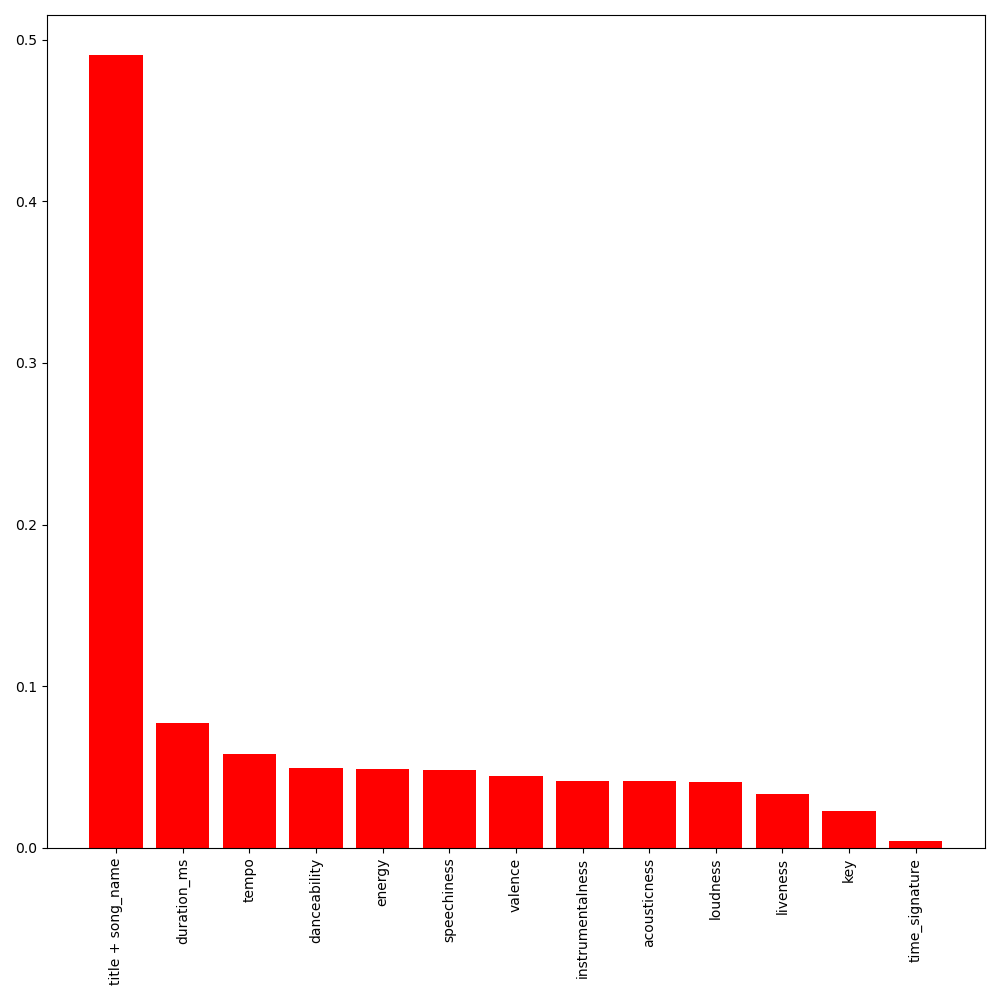 0.5
0.4
0.3
0.2
0.1
0.0
title + song_name
duration_ms
tempo
danceability
energy
speechiness
valence
instrumentalness
acousticness
loudness
liveness
key
time_signature